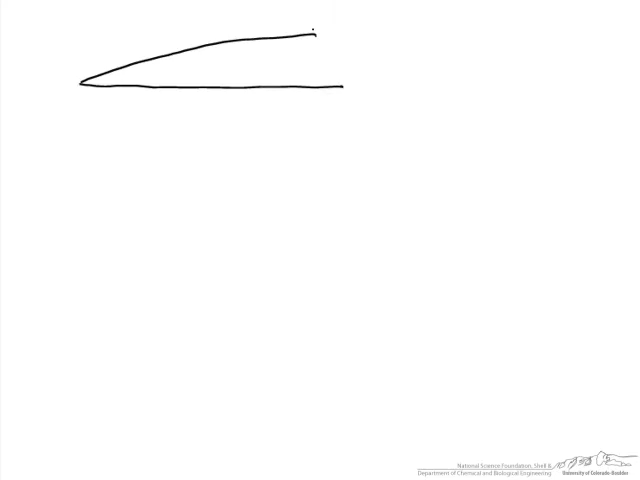 National Science Foundation, Shell &
Department of Chemical and Biological Engineering
University of Colorado-Boulder